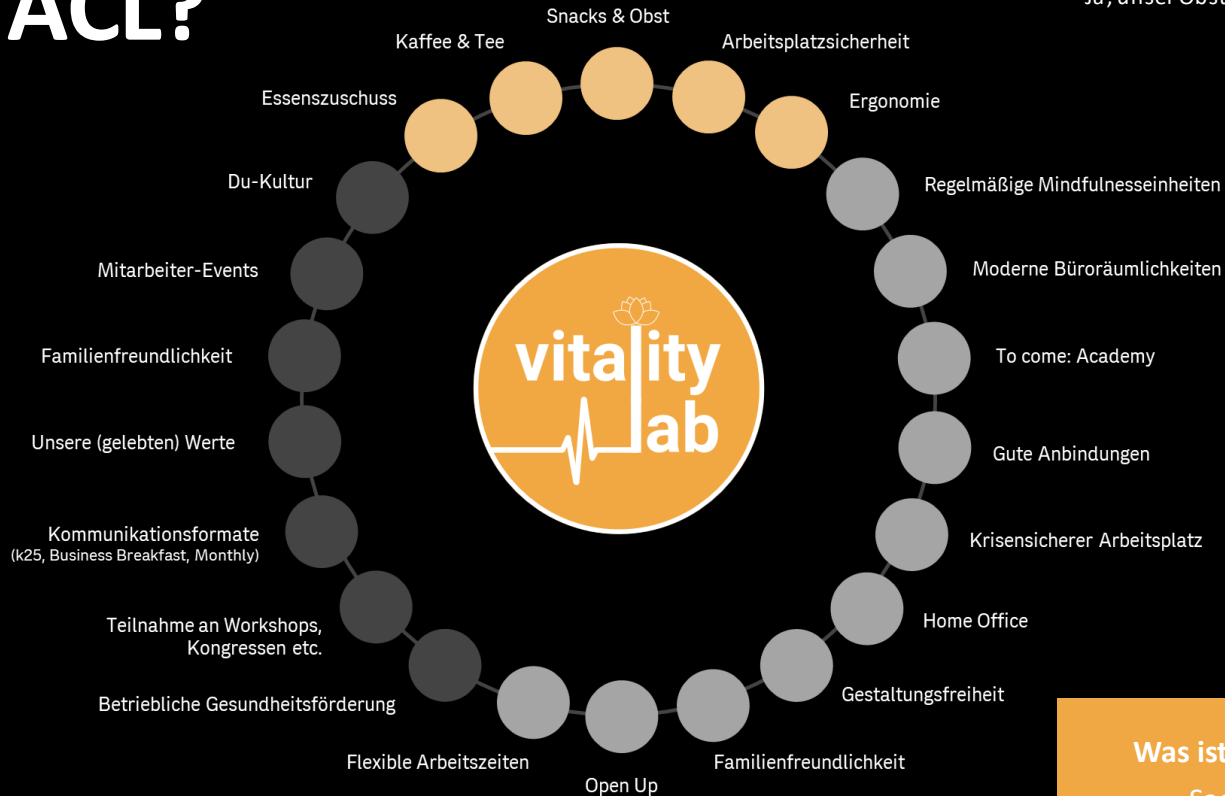 ACL?
Snacks & Obst
Kaffee & Tee
Arbeitsplatzsicherheit
Essenszuschuss
Ergonomie
Du-Kultur
Regelmäßige Mindfulnesseinheiten
Mitarbeiter-Events
Moderne Büroräumlichkeiten
Familienfreundlichkeit
To come: Academy
Unsere (gelebten) Werte
Gute Anbindungen
Kommunikationsformate
(k25, Business Breakfast, Monthly)
Krisensicherer Arbeitsplatz
Teilnahme an Workshops,
Kongressen etc.
Home Office
Betriebliche Gesundheitsförderung
Gestaltungsfreiheit
Flexible Arbeitszeiten
Familienfreundlichkeit
Open Up
vitality
lab
Was ist